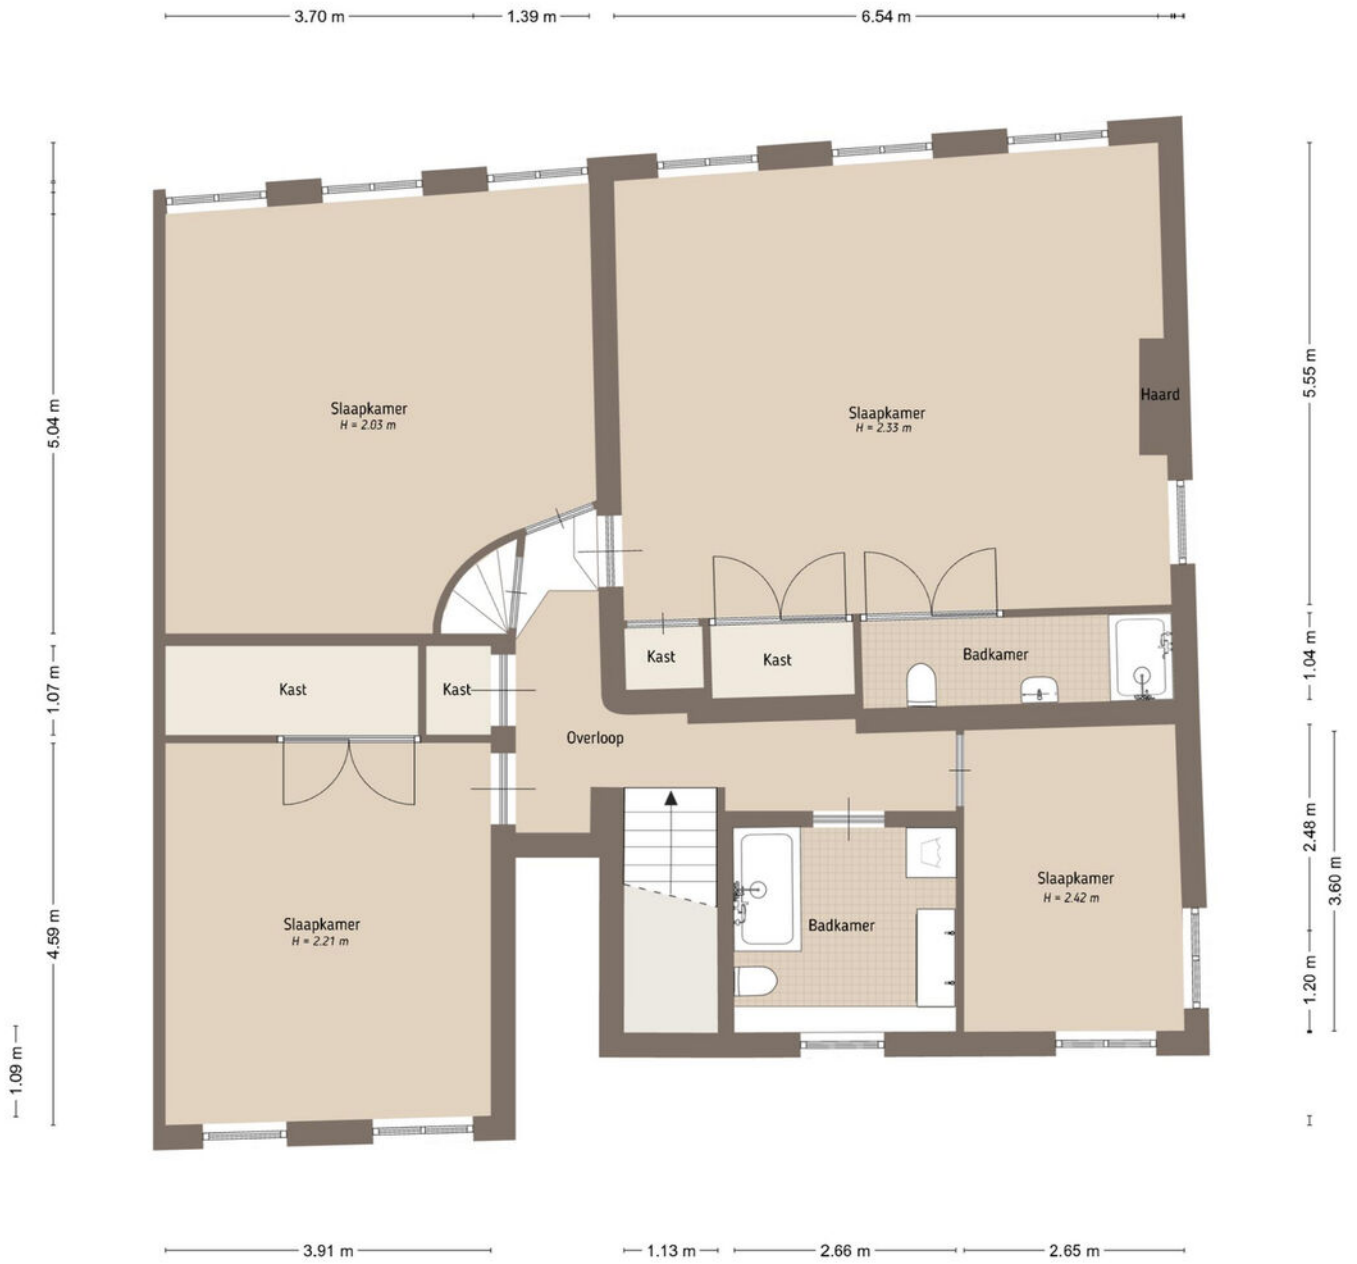 3.70 m
1.39 m
6.54 m
5.04 m
1.07 m
4.59 m
1.09 m
Slaapkamer
H = 2.03 m
Slaapkamer
H = 2.33 m
Haard
5.55 m
Kast
Kast
Kast
Kast
Badkamer
1.04 m
Overloop
Slaapkamer
H = 2.21 m
Badkamer
Slaapkamer
H = 2.42 m
2.48 m
3.60 m
1.20 m
3.91 m
1.13 m
2.66 m
2.65 m